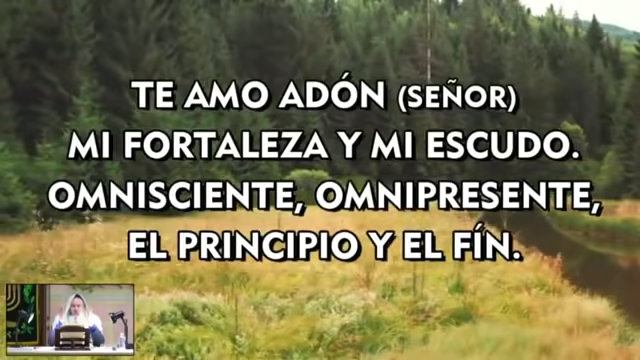 TE AMO ADÓN (SEÑOR)
MI FORTALEZA Y MI ESCUDO.
OMNISCIENTE, OMNIPRESENTE,
EL PRINCIPIO Y EL FÍN.